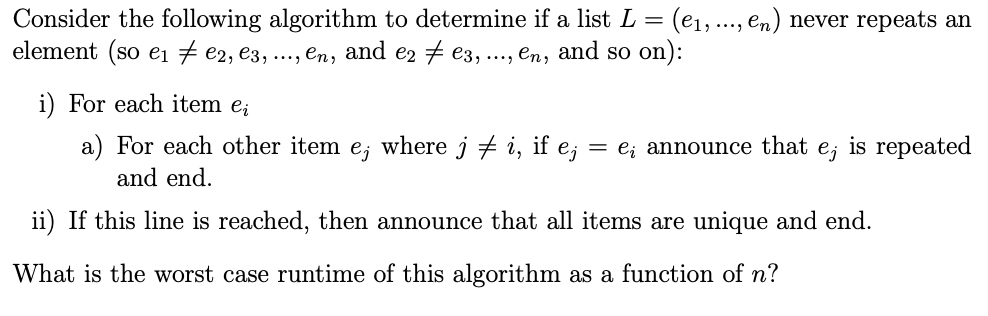 Consider the following algorithm to determine if a list L = (e₁, ..., eₙ) never repeats an
element (so e₁ ≠ e₂, e₃, ..., eₙ, and e₂ ≠ e₃, ..., eₙ, and so on):
i) For each item eᵢ
a) For each other item eⱼ where j ≠ i, if eⱼ = eᵢ announce that eⱼ is repeated
and end.
ii) If this line is reached, then announce that all items are unique and end.
What is the worst case runtime of this algorithm as a function of n?